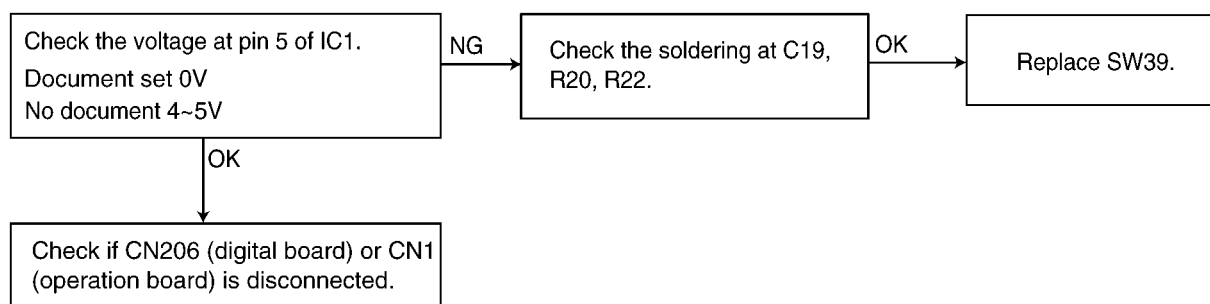 Check the voltage at pin 5 of IC1.
Document set 0V
No document 4~5V
NG
Check the soldering at C19,
R20, R22.
OK
Replace SW39.
OK
Check if CN206 (digital board) or CN1
(operation board) is disconnected.